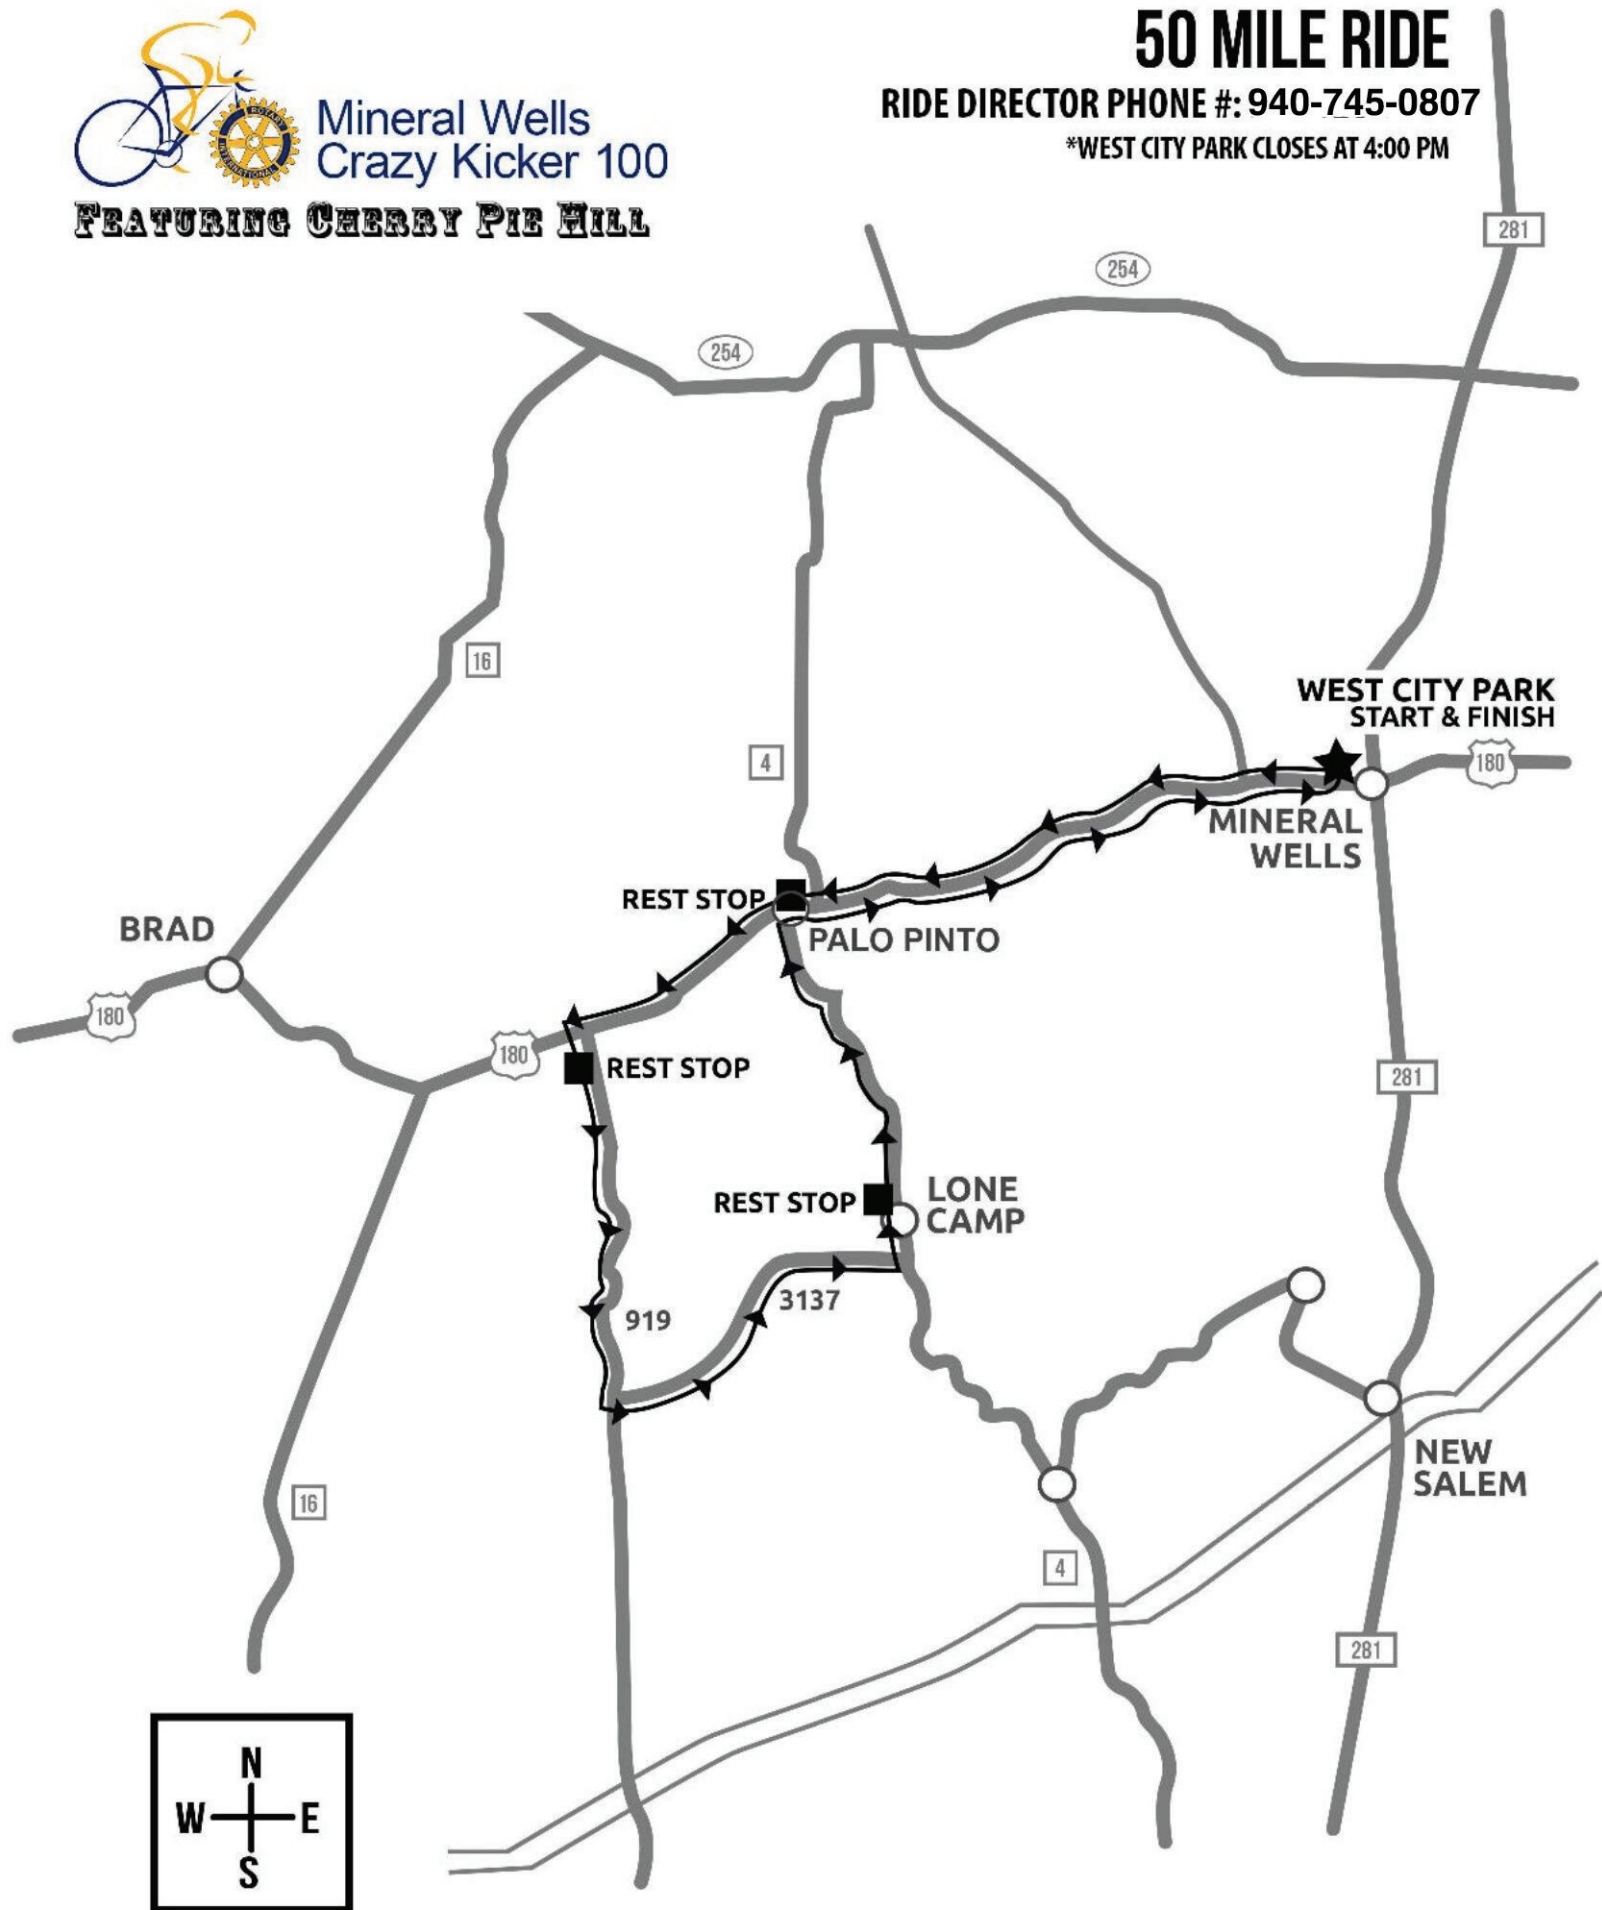 50 MILE RIDE
RIDE DIRECTOR PHONE #: 940-745-0807
*WEST CITY PARK CLOSES AT 4:00 PM
ROTARY
INTERNATIONAL
Mineral Wells
Crazy Kicker 100
FEATURING CHERRY PIE HILL
281
254
254
16
WEST CITY PARK
START & FINISH
4
180
MINERAL
WELLS
REST STOP
BRAD
PALO PINTO
180
180
REST STOP
281
LONE
CAMP
REST STOP
3137
919
NEW
SALEM
16
4
281
N
W E
S